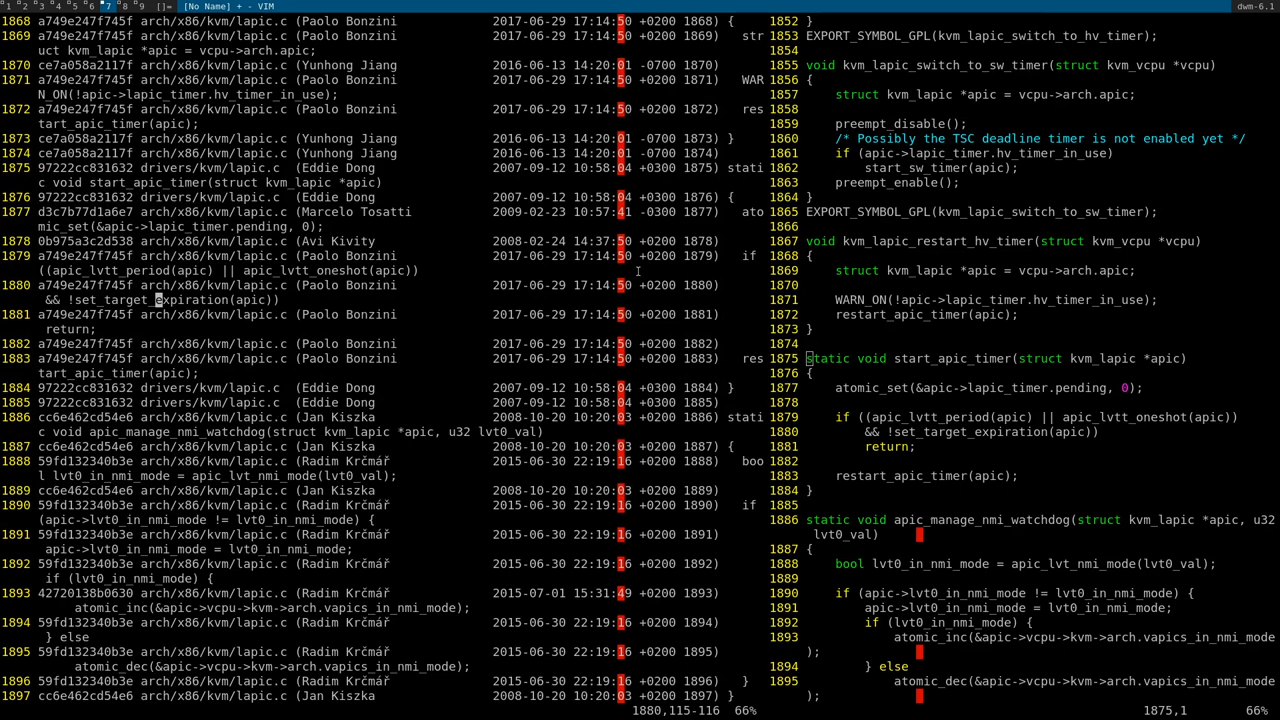 1 2 3 4 5 6 7 8 9 []= [No Name] + - VIM dwm-6.1
1868 a749e247f745f arch/x86/kvm/lapic.c (Paolo Bonzini 2017-06-29 17:14:50 +0200 1868) {
1869 a749e247f745f arch/x86/kvm/lapic.c (Paolo Bonzini 2017-06-29 17:14:50 +0200 1869) str
uct kvm_lapic *apic = vcpu->arch.apic;
1870 ce7a058a2117f arch/x86/kvm/lapic.c (Yunhong Jiang 2016-06-13 14:20:01 -0700 1870)
1871 a749e247f745f arch/x86/kvm/lapic.c (Paolo Bonzini 2017-06-29 17:14:50 +0200 1871) WAR
N_ON(!apic->lapic_timer.hv_timer_in_use);
1872 a749e247f745f arch/x86/kvm/lapic.c (Paolo Bonzini 2017-06-29 17:14:50 +0200 1872) res
tart_apic_timer(apic);
1873 ce7a058a2117f arch/x86/kvm/lapic.c (Yunhong Jiang 2016-06-13 14:20:01 -0700 1873) }
1874 ce7a058a2117f arch/x86/kvm/lapic.c (Yunhong Jiang 2016-06-13 14:20:01 -0700 1874)
1875 97222cc831632 drivers/kvm/lapic.c (Eddie Dong 2007-09-12 10:58:04 +0300 1875) stati
c void start_apic_timer(struct kvm_lapic *apic)
1876 97222cc831632 drivers/kvm/lapic.c (Eddie Dong 2007-09-12 10:58:04 +0300 1876) {
1877 d3c7b77d1a6e7 arch/x86/kvm/lapic.c (Marcelo Tosatti 2009-02-23 10:57:41 -0300 1877) ato
mic_set(&apic->lapic_timer.pending, 0);
1878 0b975a3c2d538 arch/x86/kvm/lapic.c (Avi Kivity 2008-02-24 14:37:50 +0200 1878)
1879 a749e247f745f arch/x86/kvm/lapic.c (Paolo Bonzini 2017-06-29 17:14:50 +0200 1879) if 
((apic_lvtt_period(apic) || apic_lvtt_oneshot(apic))
1880 a749e247f745f arch/x86/kvm/lapic.c (Paolo Bonzini 2017-06-29 17:14:50 +0200 1880)
&& !set_target_expiration(apic))
1881 a749e247f745f arch/x86/kvm/lapic.c (Paolo Bonzini 2017-06-29 17:14:50 +0200 1881)
return;
1882 a749e247f745f arch/x86/kvm/lapic.c (Paolo Bonzini 2017-06-29 17:14:50 +0200 1882)
1883 a749e247f745f arch/x86/kvm/lapic.c (Paolo Bonzini 2017-06-29 17:14:50 +0200 1883) res
tart_apic_timer(apic);
1884 97222cc831632 drivers/kvm/lapic.c (Eddie Dong 2007-09-12 10:58:04 +0300 1884) }
1885 97222cc831632 drivers/kvm/lapic.c (Eddie Dong 2007-09-12 10:58:04 +0300 1885)
1886 cc6e462cd54e6 arch/x86/kvm/lapic.c (Jan Kiszka 2008-10-20 10:20:03 +0200 1886) stati
c void apic_manage_nmi_watchdog(struct kvm_lapic *apic, u32 lvt0_val)
1887 cc6e462cd54e6 arch/x86/kvm/lapic.c (Jan Kiszka 2008-10-20 10:20:03 +0200 1887) {
1888 59fd132340b3e arch/x86/kvm/lapic.c (Radim Krčmář 2015-06-30 22:19:16 +0200 1888) boo
l lvt0_in_nmi_mode = apic_lvt_nmi_mode(lvt0_val);
1889 cc6e462cd54e6 arch/x86/kvm/lapic.c (Jan Kiszka 2008-10-20 10:20:03 +0200 1889)
1890 59fd132340b3e arch/x86/kvm/lapic.c (Radim Krčmář 2015-06-30 22:19:16 +0200 1890) if 
(apic->lvt0_in_nmi_mode != lvt0_in_nmi_mode) {
1891 59fd132340b3e arch/x86/kvm/lapic.c (Radim Krčmář 2015-06-30 22:19:16 +0200 1891)
apic->lvt0_in_nmi_mode = lvt0_in_nmi_mode;
1892 59fd132340b3e arch/x86/kvm/lapic.c (Radim Krčmář 2015-06-30 22:19:16 +0200 1892)
if (lvt0_in_nmi_mode) {
1893 42720138b0630 arch/x86/kvm/lapic.c (Radim Krčmář 2015-07-01 15:31:49 +0200 1893)
atomic_inc(&apic->vcpu->kvm->arch.vapics_in_nmi_mode);
1894 59fd132340b3e arch/x86/kvm/lapic.c (Radim Krčmář 2015-06-30 22:19:16 +0200 1894)
} else
1895 59fd132340b3e arch/x86/kvm/lapic.c (Radim Krčmář 2015-06-30 22:19:16 +0200 1895)
atomic_dec(&apic->vcpu->kvm->arch.vapics_in_nmi_mode);
1896 59fd132340b3e arch/x86/kvm/lapic.c (Radim Krčmář 2015-06-30 22:19:16 +0200 1896) }
1897 cc6e462cd54e6 arch/x86/kvm/lapic.c (Jan Kiszka 2008-10-20 10:20:03 +0200 1897) }
1880,115-116 66%
1852 }
1853 EXPORT_SYMBOL_GPL(kvm_lapic_switch_to_hv_timer);
1854
1855 void kvm_lapic_switch_to_sw_timer(struct kvm_vcpu *vcpu)
1856 {
1857 struct kvm_lapic *apic = vcpu->arch.apic;
1858
1859 preempt_disable();
1860 /* Possibly the TSC deadline timer is not enabled yet */
1861 if (apic->lapic_timer.hv_timer_in_use)
1862 start_sw_timer(apic);
1863 preempt_enable();
1864 }
1865 EXPORT_SYMBOL_GPL(kvm_lapic_switch_to_sw_timer);
1866
1867 void kvm_lapic_restart_hv_timer(struct kvm_vcpu *vcpu)
1868 {
1869 struct kvm_lapic *apic = vcpu->arch.apic;
1870
1871 WARN_ON(!apic->lapic_timer.hv_timer_in_use);
1872 restart_apic_timer(apic);
1873 }
1874
1875 static void start_apic_timer(struct kvm_lapic *apic)
1876 {
1877 atomic_set(&apic->lapic_timer.pending, 0);
1878
1879 if ((apic_lvtt_period(apic) || apic_lvtt_oneshot(apic))
1880 && !set_target_expiration(apic))
1881 return;
1882
1883 restart_apic_timer(apic);
1884 }
1885
1886 static void apic_manage_nmi_watchdog(struct kvm_lapic *apic, u32
lvt0_val)
1887 {
1888 bool lvt0_in_nmi_mode = apic_lvt_nmi_mode(lvt0_val);
1889
1890 if (apic->lvt0_in_nmi_mode != lvt0_in_nmi_mode) {
1891 apic->lvt0_in_nmi_mode = lvt0_in_nmi_mode;
1892 if (lvt0_in_nmi_mode) {
1893 atomic_inc(&apic->vcpu->kvm->arch.vapics_in_nmi_mode
);
1894 } else
1895 atomic_dec(&apic->vcpu->kvm->arch.vapics_in_nmi_mode
);
1875,1 66%